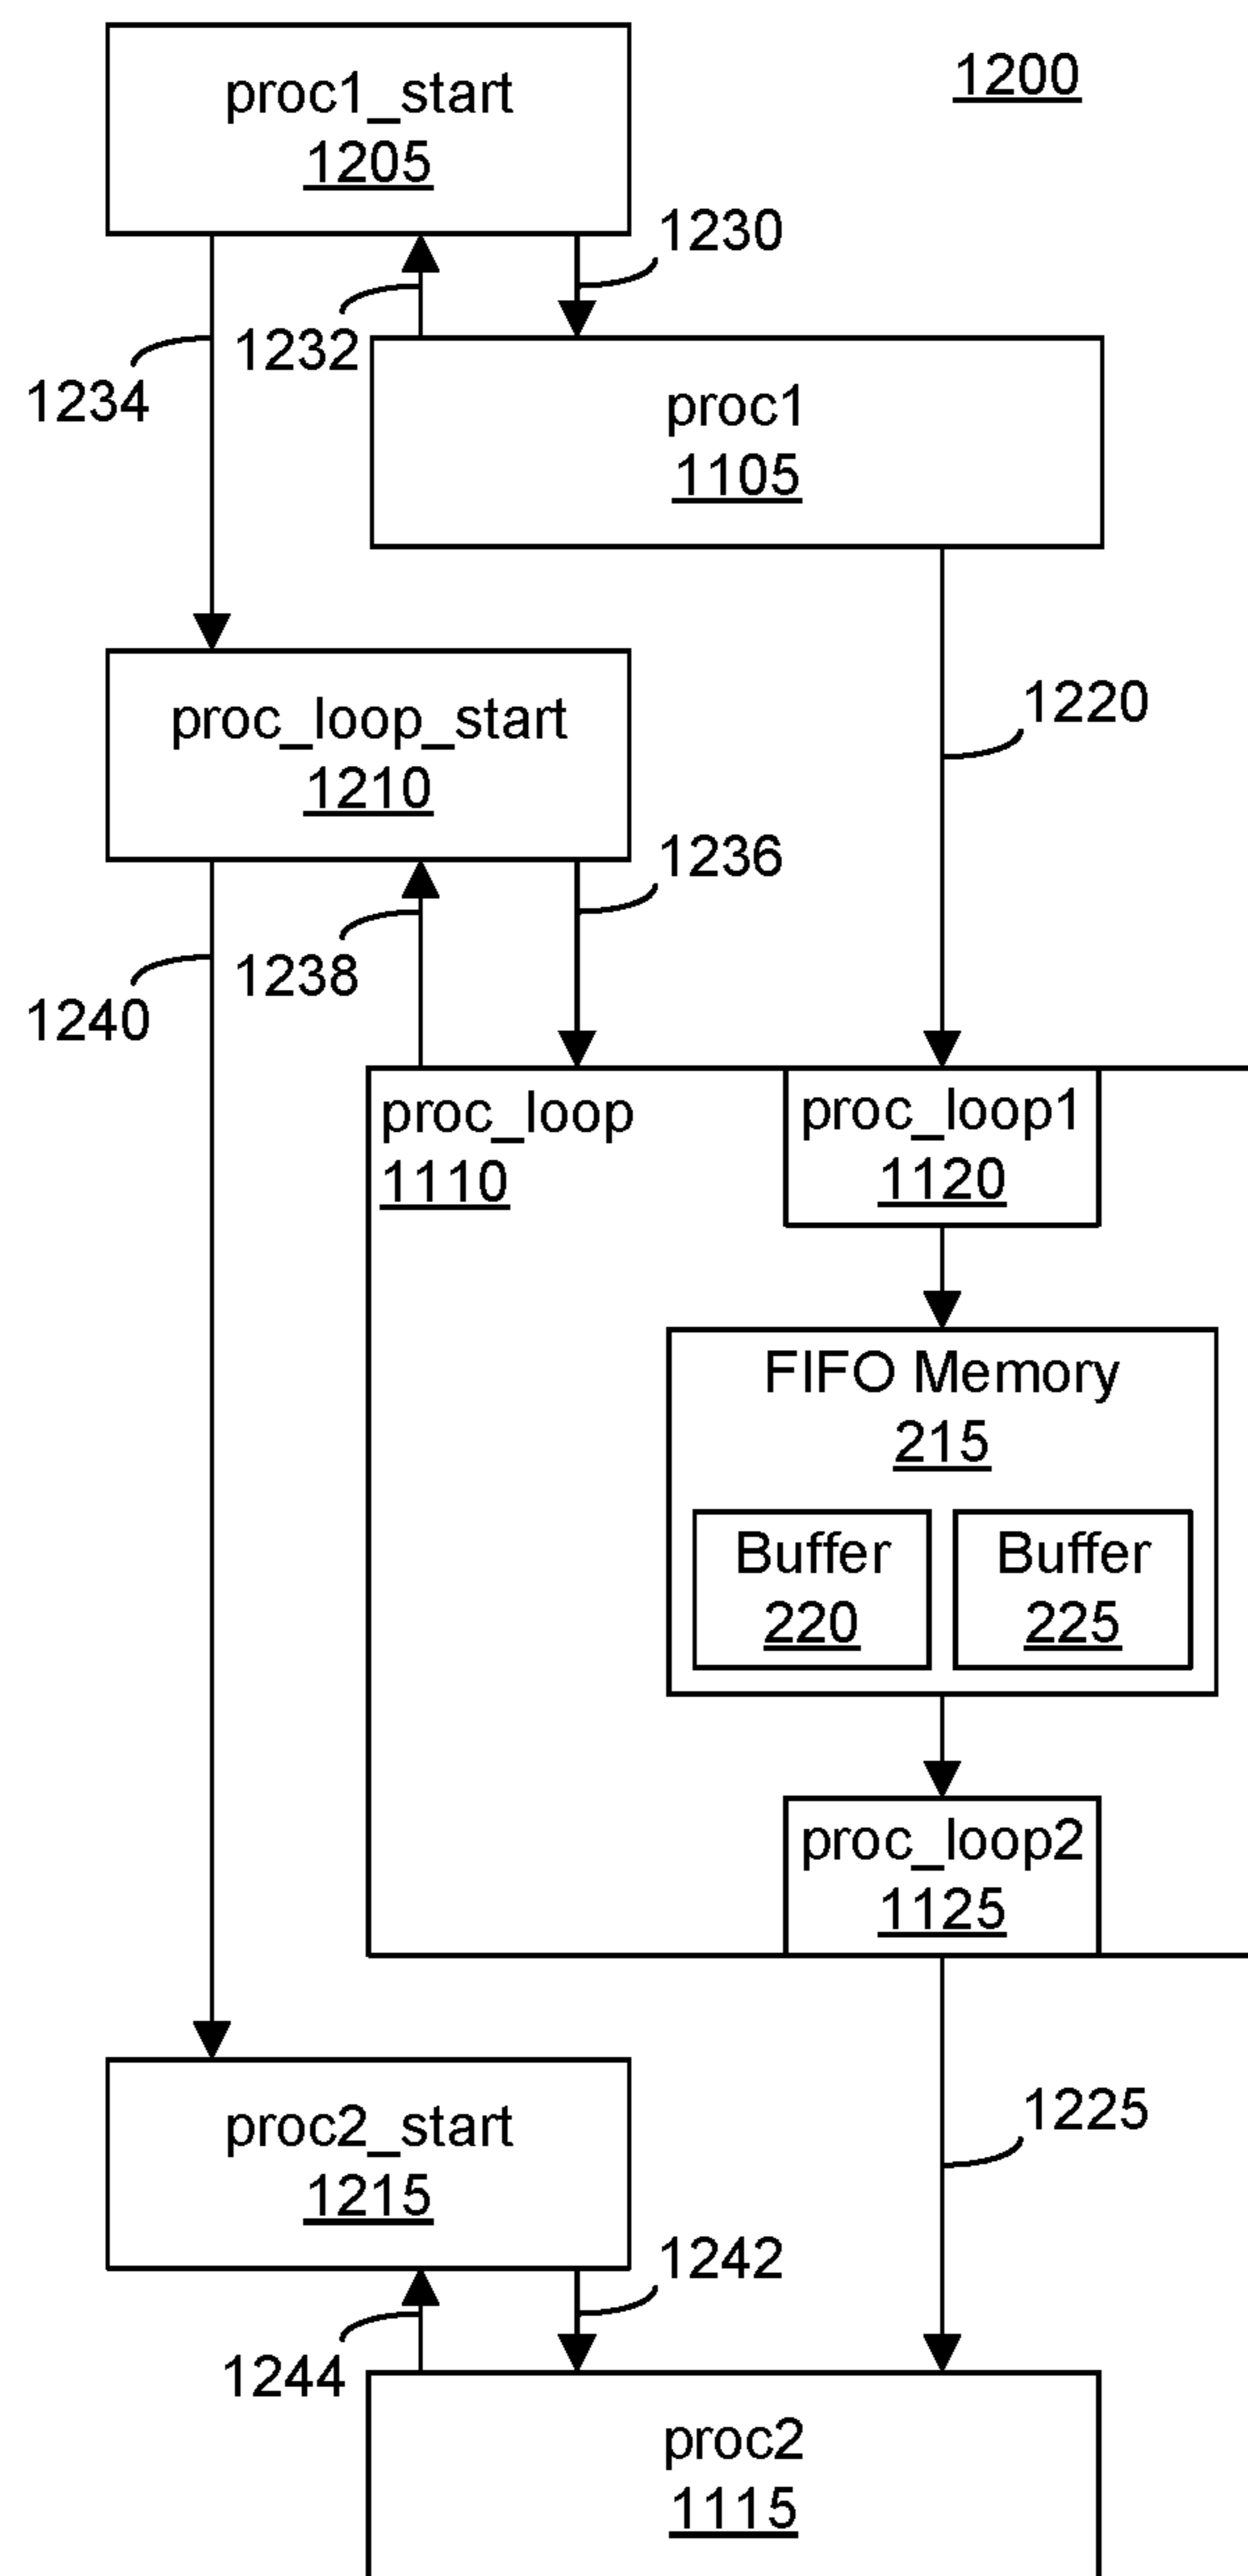 proc1_start
1205
1200
1230
1232
1234
proc1
1105
proc_loop_start
1210
1220
1236
1238
1240
proc_loop
1110
proc_loop1
1120
FIFO Memory
215
Buffer
220
Buffer
225
proc_loop2
1125
proc2_start
1215
1225
1242
1244
proc2
1115